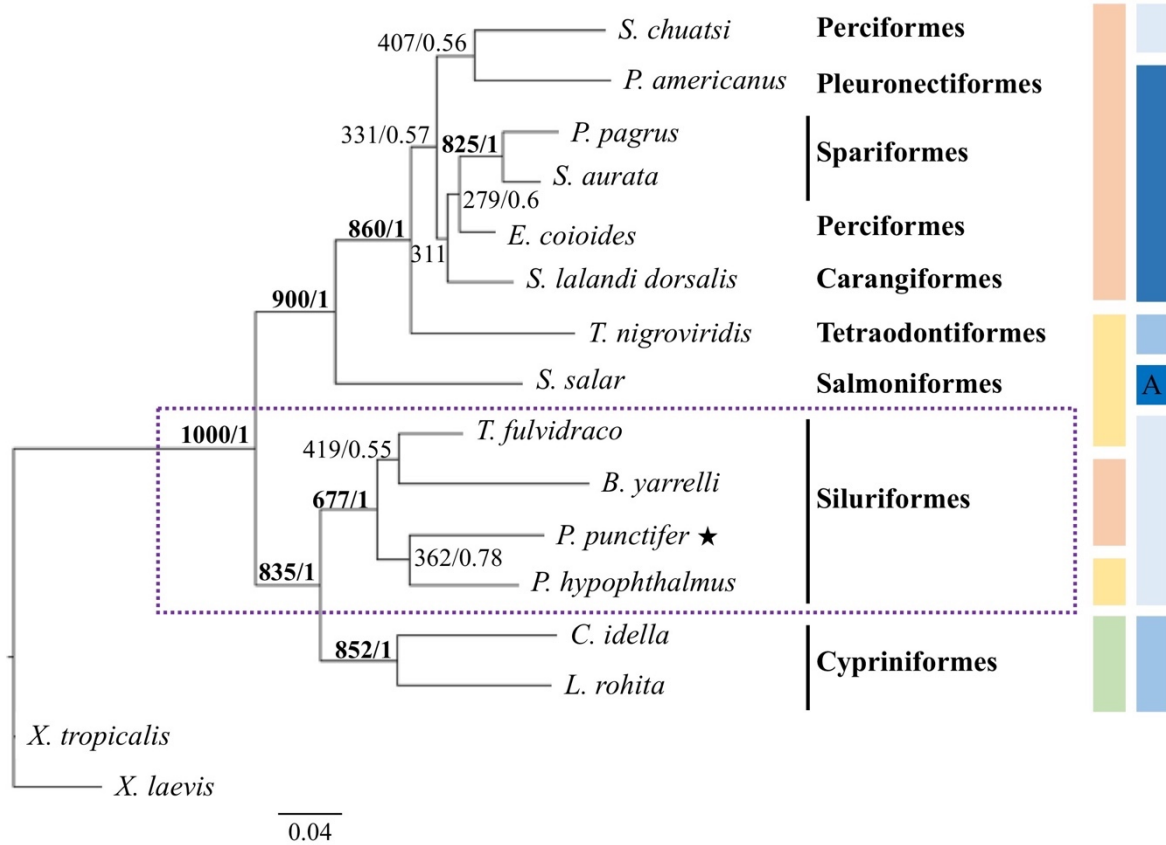 407/0.56 S. chuatsi Perciformes
P. americanus Pleuronectiformes
331/0.57 825/1 P. pagrus
Spariformes
S. aurata
279/0.6
860/1 E. coioides Perciformes
311
S. lalandi dorsalis Carangiformes
900/1
T. nigroviridis Tetraodontiformes
S. salar Salmoniformes A
1000/1 T. fulvidraco
419/0.55
B. yarrelli
677/1 Siluriformes
P. punctifer ★
362/0.78
835/1 P. hypophthalmus
C. idella
852/1 Cypriniformes
L. rohita
X. tropicalis
X. laevis
0.04